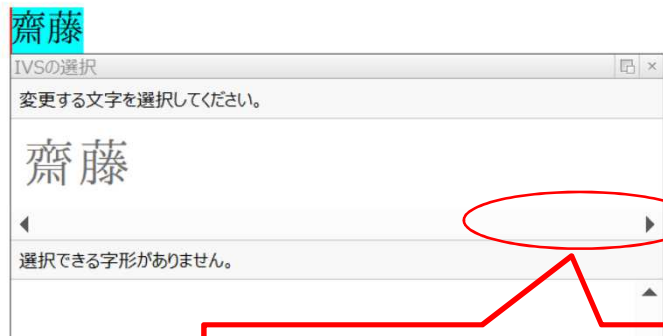 齋藤
IVSの選択
変更する文字を選択してください。
齋藤
選択できる字形がありません。